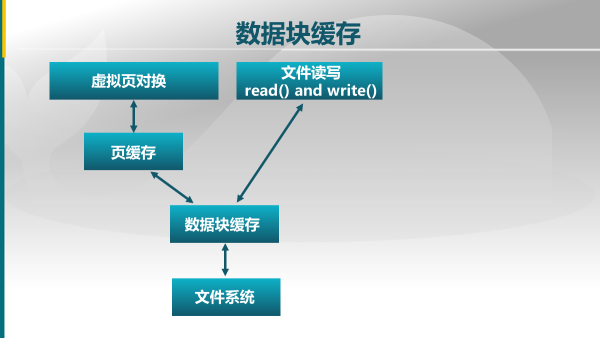 数据块缓存
虚拟页对换
文件读写
read() and write()
页缓存
数据块缓存
文件系统